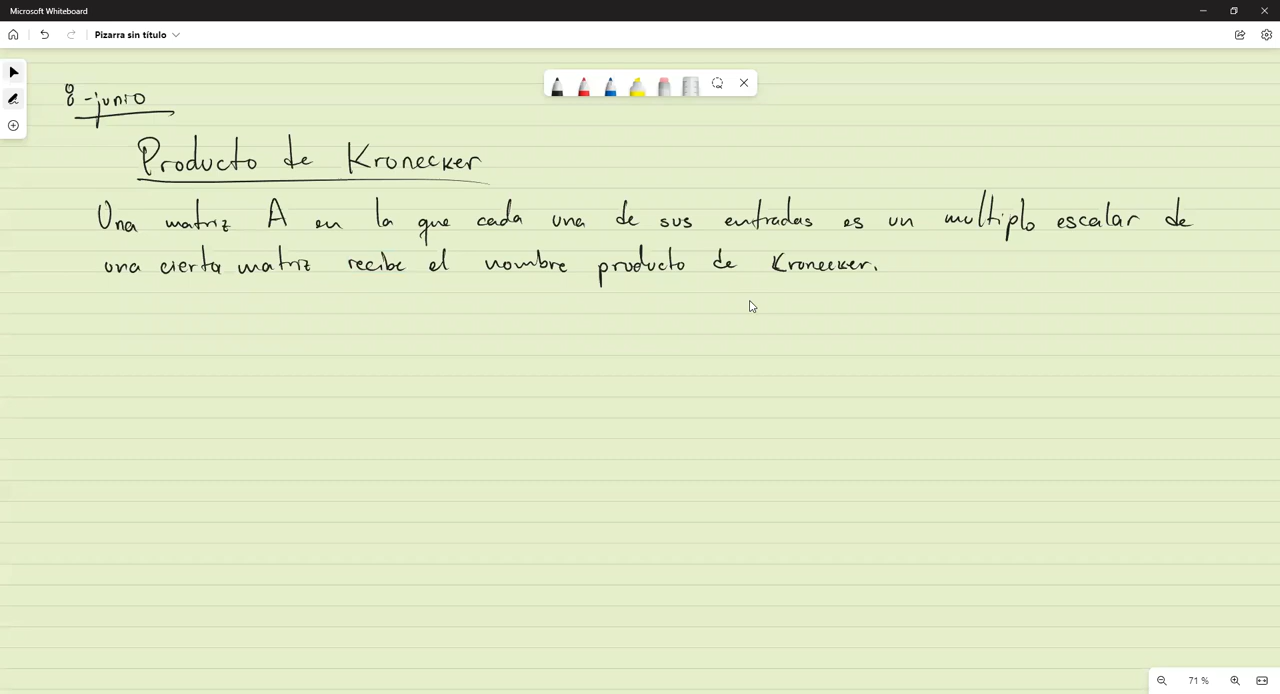 Microsoft Whiteboard
Pizarra sin título
8-junio
Producto de Kronecker
Una matriz A en la que cada una de sus entradas es un multiplo escalar de
una cierta matriz recibe el nombre producto de Kronecker.
71 %